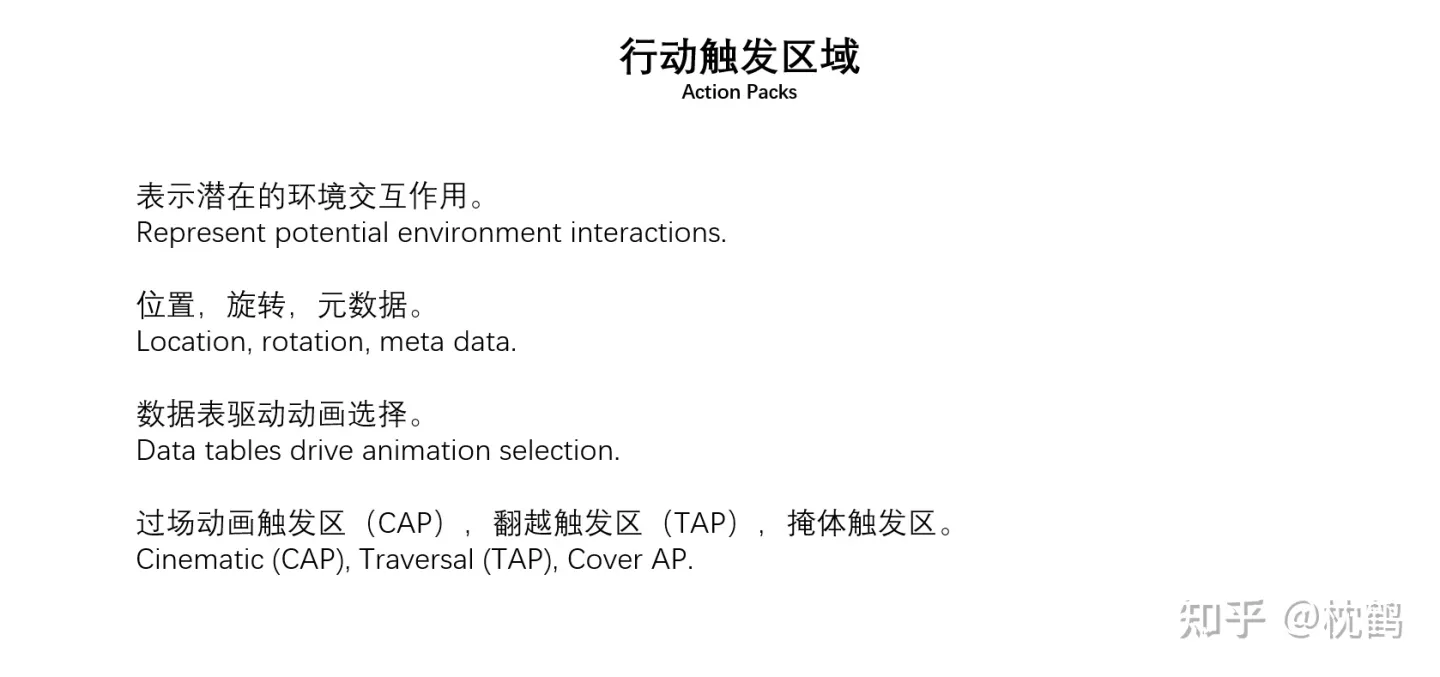 行动触发区域
Action Packs
表示潜在的环境交互作用。
Represent potential environment interactions.
位置，旋转，元数据。
Location, rotation, meta data.
数据表驱动动画选择。
Data tables drive animation selection.
过场动画触发区（CAP），翻越触发区（TAP），掩体触发区。
Cinematic (CAP), Traversal (TAP), Cover AP.
知乎 @枕鹤